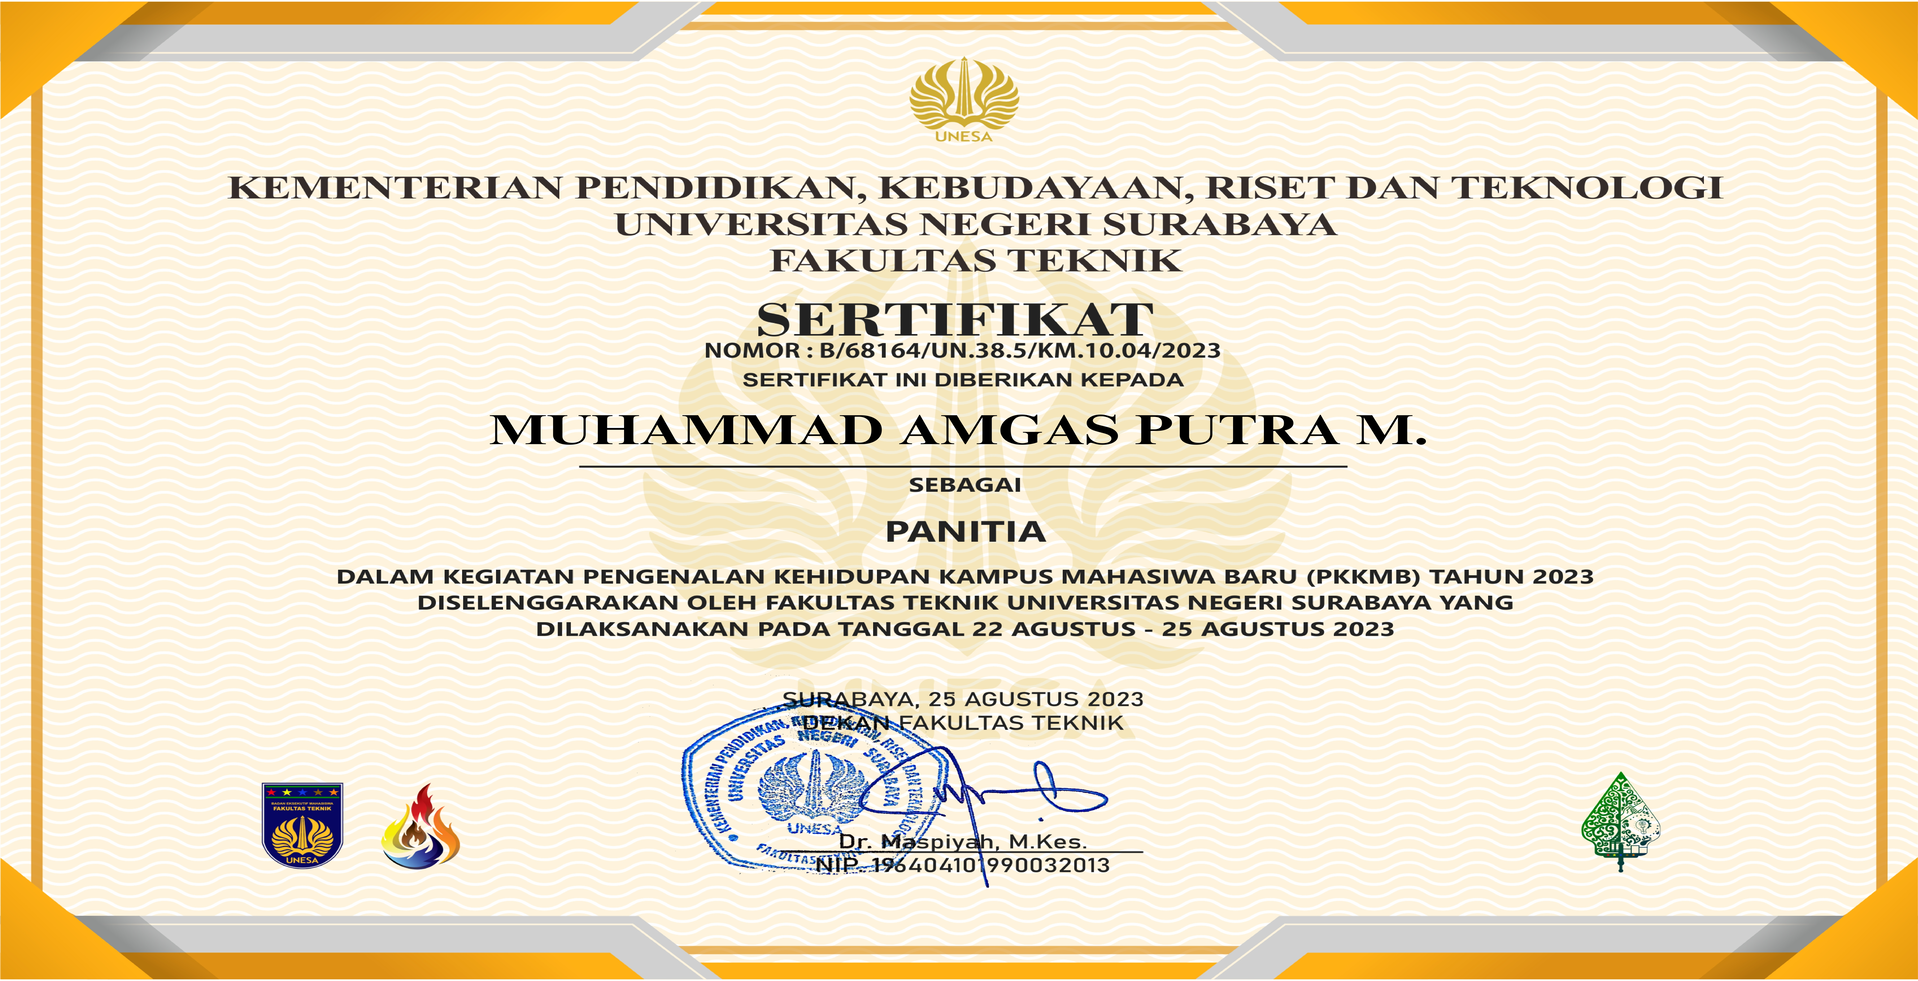 UNESA
KEMENTERIAN PENDIDIKAN, KEBUDAYAAN, RISET DAN TEKNOLOGI
UNIVERSITAS NEGERI SURABAYA
FAKULTAS TEKNIK
SERTIFIKAT
NOMOR : B/68164/UN.38.5/KM.10.04/2023
SERTIFIKAT INI DIBERIKAN KEPADA
MUHAMMAD AMGAS PUTRA M.
SEBAGAI
PANITIA
DALAM KEGIATAN PENGENALAN KEHIDUPAN KAMPUS MAHASIWA BARU (PKKMB) TAHUN 2023
DISELENGGARAKAN OLEH FAKULTAS TEKNIK UNIVERSITAS NEGERI SURABAYA YANG
DILAKSANAKAN PADA TANGGAL 22 AGUSTUS - 25 AGUSTUS 2023
UNESA
SURABAYA, 25 AGUSTUS 2023
DEKAN FAKULTAS TEKNIK
KEMENTERIAN PENDIDIKAN, KEBUDAYAAN, RISET DAN TEKNOLOGI
UNIVERSITAS NEGERI SURABAYA
UNESA
FAKULTAS TEKNIK
Dr. Maspiyah, M.Kes.
NIP. 196404101990032013
BADAN EKSEKUTIF MAHASISWA
FAKULTAS TEKNIK
UNESA